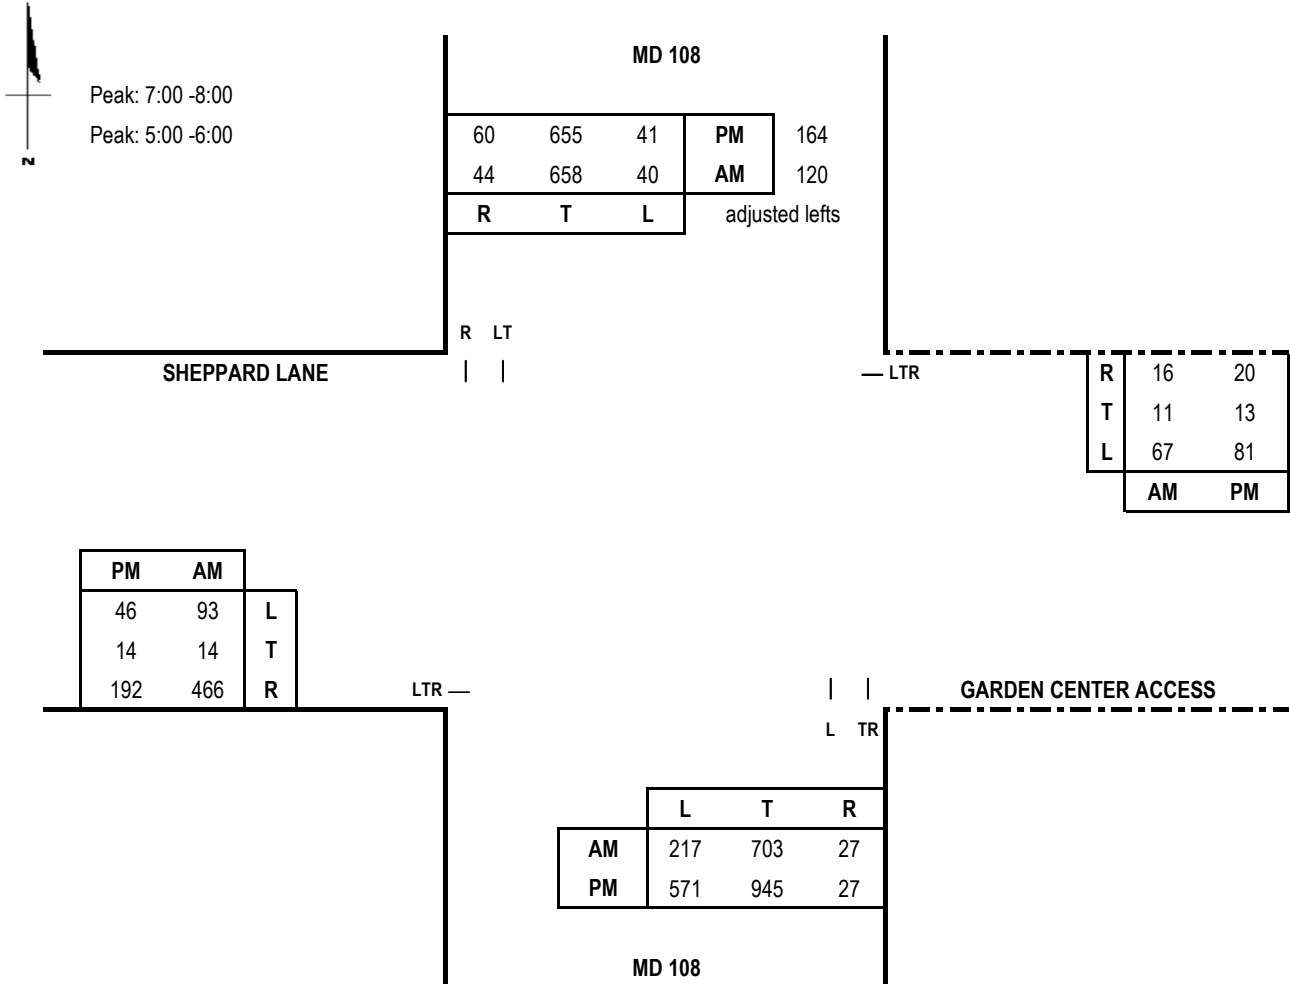 MD 108
Peak: 7:00 -8:00
Peak: 5:00 -6:00
N
60 655 41 PM 164
44 658 40 AM 120
R T L adjusted lefts
R LT
SHEPPARD LANE
LTR
R 16 20
T 11 13
L 67 81
AM PM
PM AM
46 93 L
14 14 T
192 466 R
LTR
GARDEN CENTER ACCESS
L TR
L T R
AM 217 703 27
PM 571 945 27
MD 108